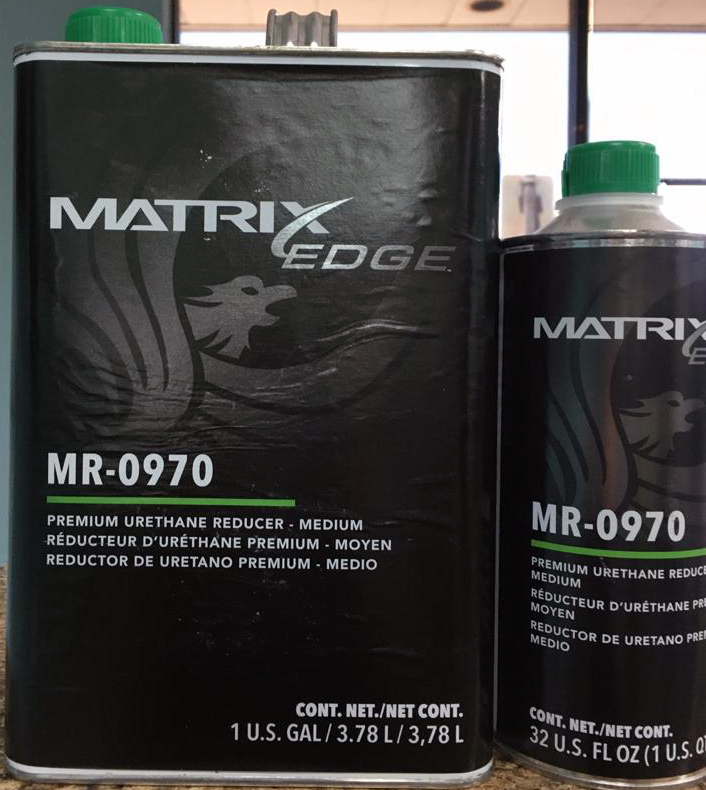 MATRIX
EDGE
MR-0970
PREMIUM URETHANE REDUCER - MEDIUM
RÉDUCTEUR D'URÉTHANE PREMIUM - MOYEN
REDUCTOR DE URETANO PREMIUM - MEDIO
CONT. NET./NET CONT.
1 U.S. GAL / 3.78 L / 3,78 L
MATRIX
MR-0970
PREMIUM URETHANE
MEDIUM
RÉDUCTEUR D'URÉTHANE
MOYEN
REDUCTOR DE URETANO
MEDIO
CONT. NET./NET CONT.
32 U.S. FL OZ (1 U.S.